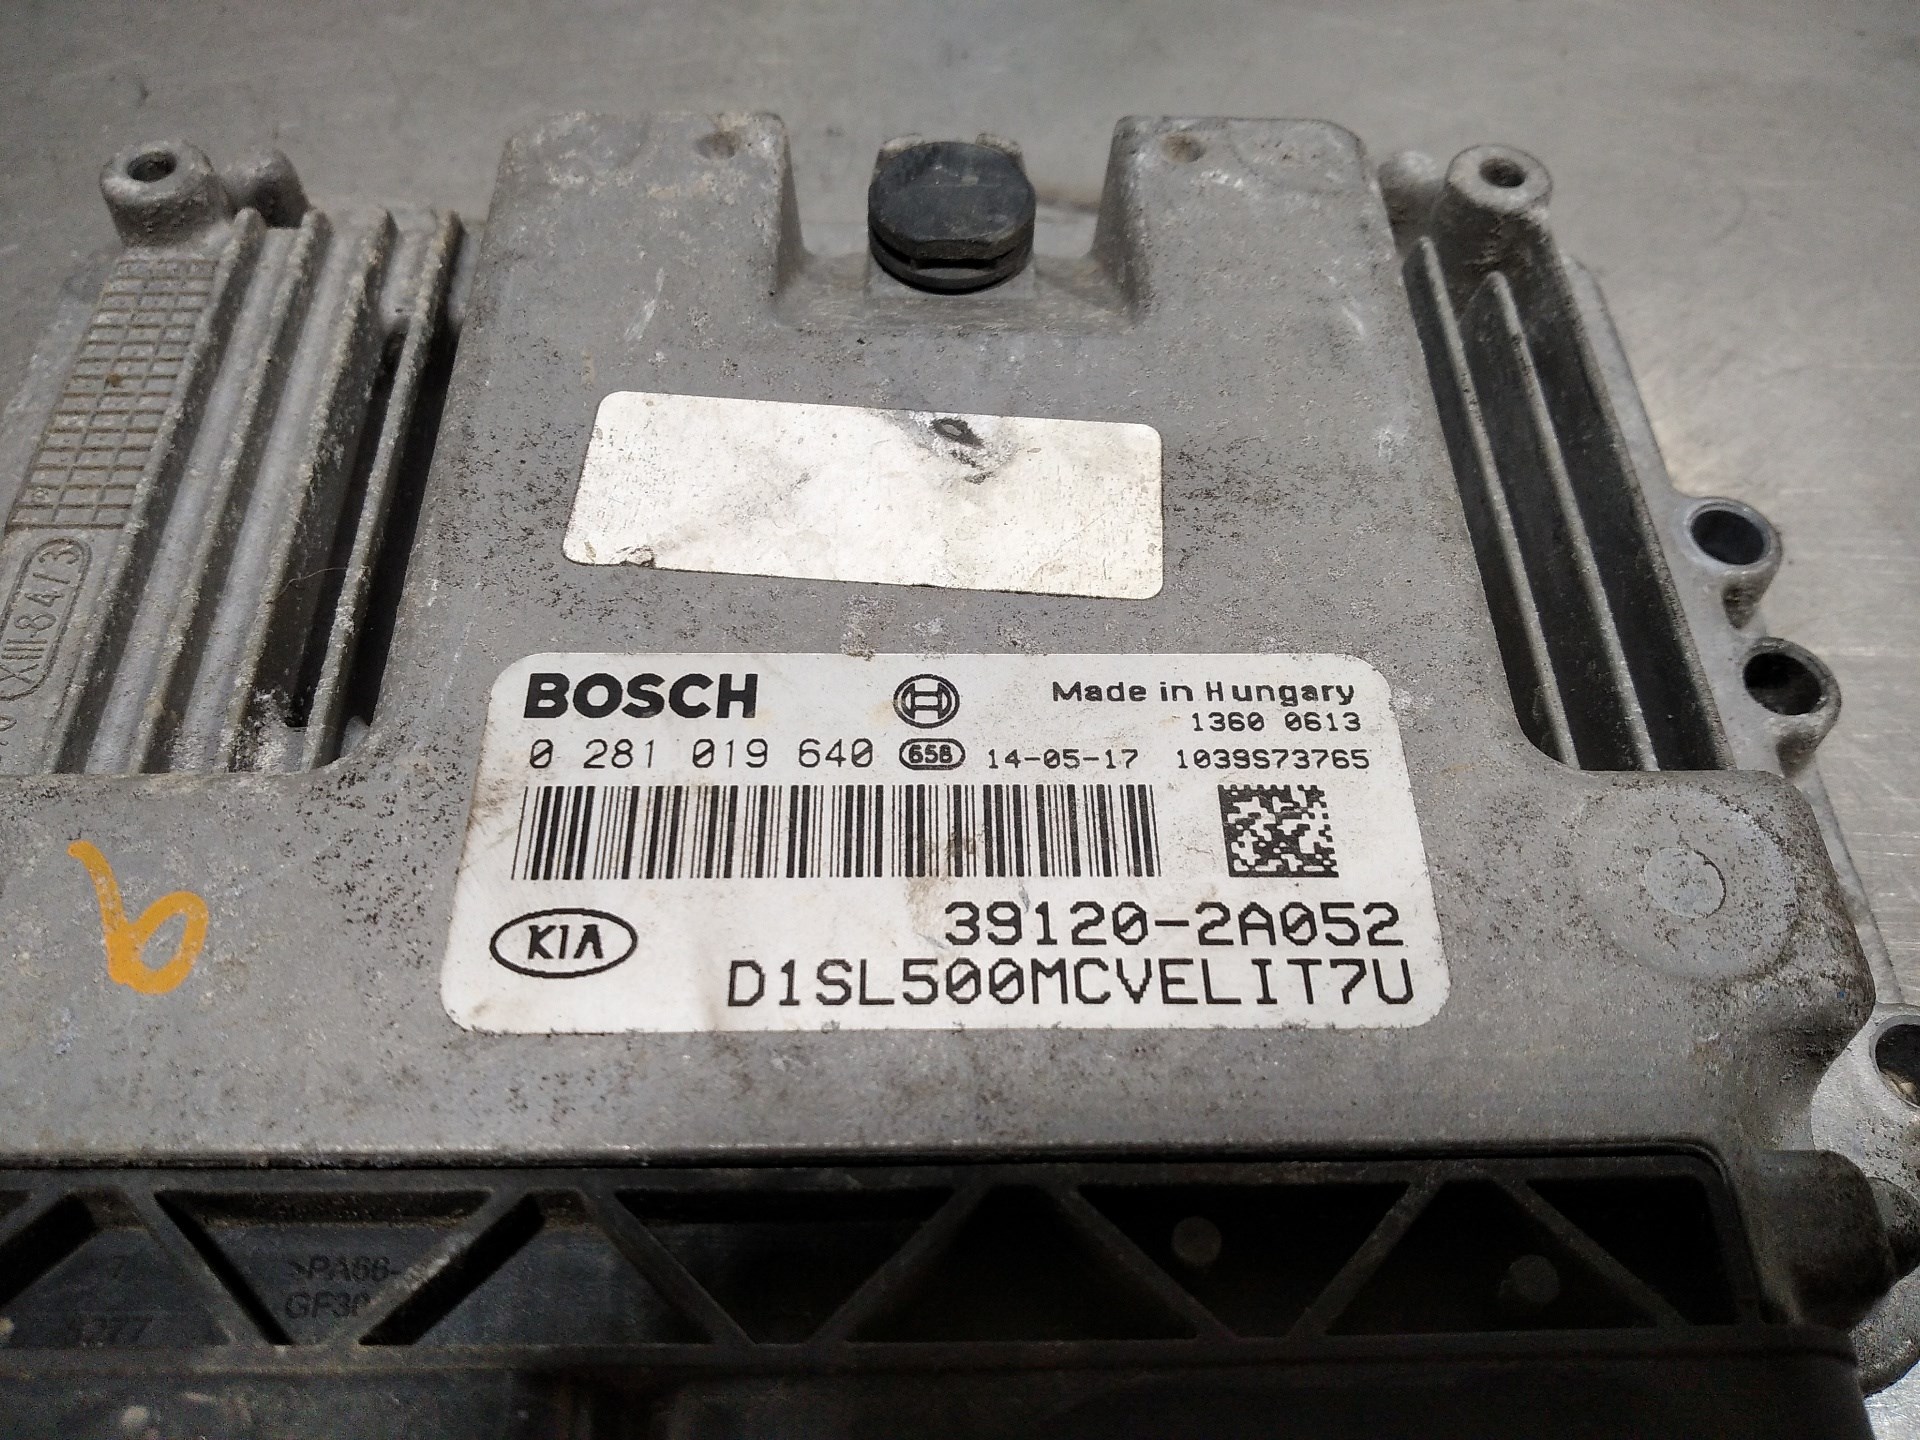 XIII-84/3
BOSCH
Made in Hungary
1360 0613
0 281 019 640 658 14-05-17 1039S73765
KIA
39120-2A052
D1SL500MCVELIT7U
b
>PA66-
GF30